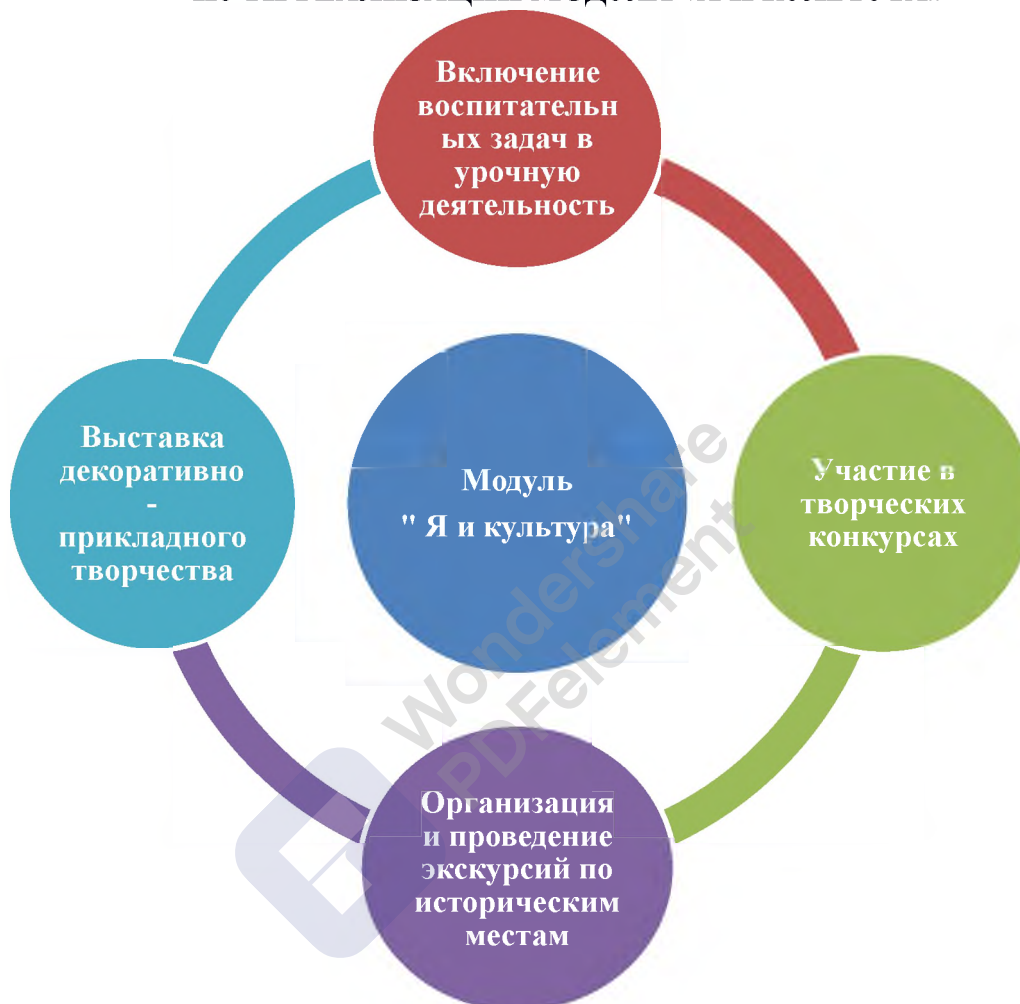 Включение
воспитательн
ых задач в
урочную
деятельность
Выставка
декоративно
-
прикладного
творчества
Модуль
" Я и культура"
Участие в
творческих
конкурсах
Организация
и проведение
экскурсий по
историческим
местам
Wondershare
PDFelement